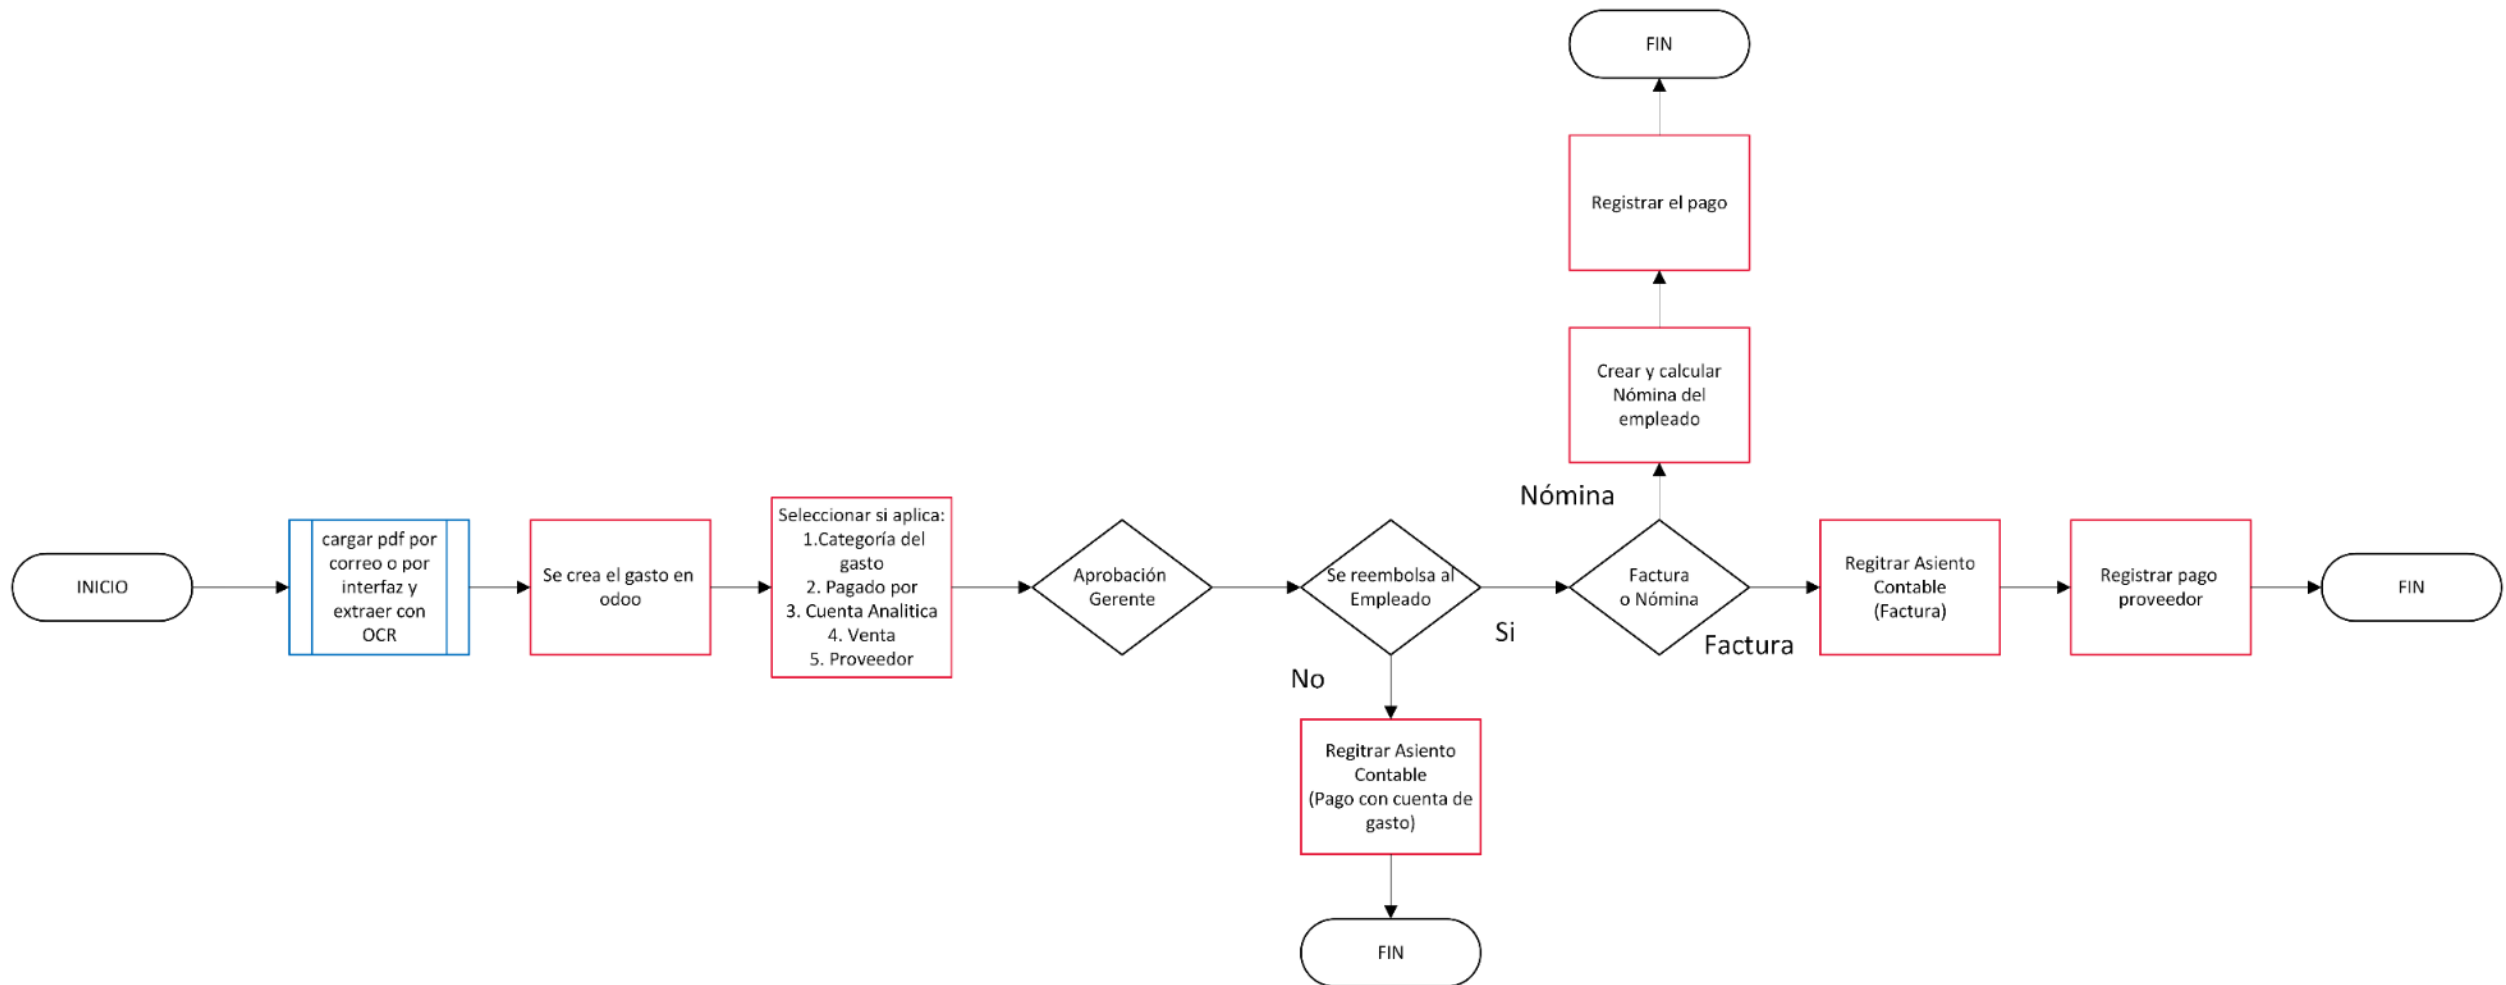 FIN
Registrar el pago
Crear y calcular
Nómina del
empleado
Nómina
INICIO
cargar pdf por
correo o por
interfaz y
extraer con
OCR
Se crea el gasto en
odoo
Seleccionar si aplica:
1.Categoría del
gasto
2. Pagado por
3. Cuenta Analitica
4. Venta
5. Proveedor
Aprobación
Gerente
Se reembolsa al
Empleado
Si
No
Factura
o Nómina
Factura
Regitrar Asiento
Contable
(Factura)
Registrar pago
proveedor
FIN
Regitrar Asiento
Contable
(Pago con cuenta de
gasto)
FIN